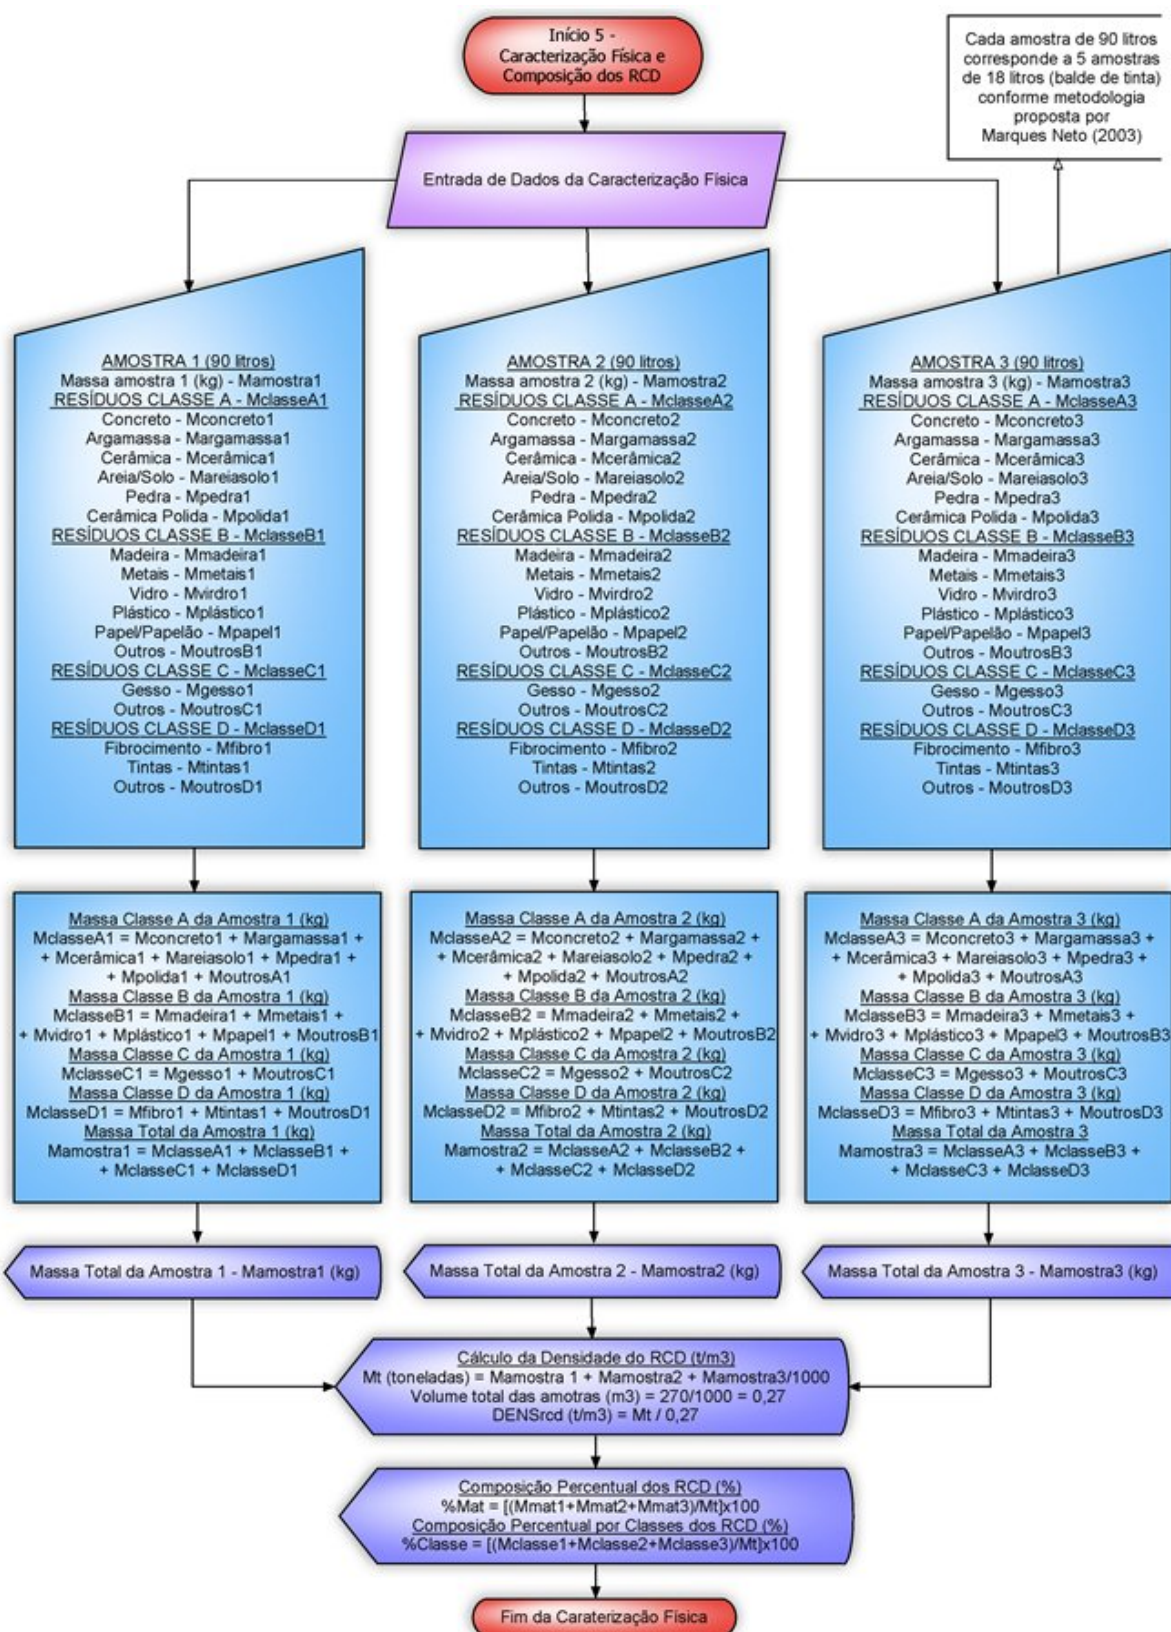 Início 5 -
Caracterização Física e
Composição dos RCD
Cada amostra de 90 litros
corresponde a 5 amostras
de 18 litros (balde de tinta)
conforme metodologia
proposta por
Marques Neto (2003)
Entrada de Dados da Caracterização Física
AMOSTRA 1 (90 litros)
Massa amostra 1 (kg) - Mamostra1
RESÍDUOS CLASSE A - MclasseA1
Concreto - Mconcreto1
Argamassa - Margamassa1
Cerâmica - Mcerâmica1
Areia/Solo - Mareiasolo1
Pedra - Mpedra1
Cerâmica Polida - Mpolida1
RESÍDUOS CLASSE B - MclasseB1
Madeira - Mmadeira1
Metais - Mmetais1
Vidro - Mvirdro1
Plástico - Mplástico1
Papel/Papelão - Mpapel1
Outros - MoutrosB1
RESÍDUOS CLASSE C - MclasseC1
Gesso - Mgesso1
Outros - MoutrosC1
RESÍDUOS CLASSE D - MclasseD1
Fibrocimento - Mfibro1
Tintas - Mtintas1
Outros - MoutrosD1
AMOSTRA 2 (90 litros)
Massa amostra 2 (kg) - Mamostra2
RESÍDUOS CLASSE A - MclasseA2
Concreto - Mconcreto2
Argamassa - Margamassa2
Cerâmica - Mcerâmica2
Areia/Solo - Mareiasolo2
Pedra - Mpedra2
Cerâmica Polida - Mpolida2
RESÍDUOS CLASSE B - MclasseB2
Madeira - Mmadeira2
Metais - Mmetais2
Vidro - Mvirdro2
Plástico - Mplástico2
Papel/Papelão - Mpapel2
Outros - MoutrosB2
RESÍDUOS CLASSE C - MclasseC2
Gesso - Mgesso2
Outros - MoutrosC2
RESÍDUOS CLASSE D - MclasseD2
Fibrocimento - Mfibro2
Tintas - Mtintas2
Outros - MoutrosD2
AMOSTRA 3 (90 litros)
Massa amostra 3 (kg) - Mamostra3
RESÍDUOS CLASSE A - MclasseA3
Concreto - Mconcreto3
Argamassa - Margamassa3
Cerâmica - Mcerâmica3
Areia/Solo - Mareiasolo3
Pedra - Mpedra3
Cerâmica Polida - Mpolida3
RESÍDUOS CLASSE B - MclasseB3
Madeira - Mmadeira3
Metais - Mmetais3
Vidro - Mvirdro3
Plástico - Mplástico3
Papel/Papelão - Mpapel3
Outros - MoutrosB3
RESÍDUOS CLASSE C - MclasseC3
Gesso - Mgesso3
Outros - MoutrosC3
RESÍDUOS CLASSE D - MclasseD3
Fibrocimento - Mfibro3
Tintas - Mtintas3
Outros - MoutrosD3
Massa Classe A da Amostra 1 (kg)
MclasseA1 = Mconcreto1 + Margamassa1 +
+ Mcerâmica1 + Mareiasolo1 + Mpedra1 +
+ Mpolida1 + MoutrosA1
Massa Classe B da Amostra 1 (kg)
MclasseB1 = Mmadeira1 + Mmetais1 +
+ Mvidro1 + Mplástico1 + Mpapel1 + MoutrosB1
Massa Classe C da Amostra 1 (kg)
MclasseC1 = Mgesso1 + MoutrosC1
Massa Classe D da Amostra 1 (kg)
MclasseD1 = Mfibro1 + Mtintas1 + MoutrosD1
Massa Total da Amostra 1 (kg)
Mamostra1 = MclasseA1 + MclasseB1 +
+ MclasseC1 + MclasseD1
Massa Classe A da Amostra 2 (kg)
MclasseA2 = Mconcreto2 + Margamassa2 +
+ Mcerâmica2 + Mareiasolo2 + Mpedra2 +
+ Mpolida2 + MoutrosA2
Massa Classe B da Amostra 2 (kg)
MclasseB2 = Mmadeira2 + Mmetais2 +
+ Mvidro2 + Mplástico2 + Mpapel2 + MoutrosB2
Massa Classe C da Amostra 2 (kg)
MclasseC2 = Mgesso2 + MoutrosC2
Massa Classe D da Amostra 2 (kg)
MclasseD2 = Mfibro2 + Mtintas2 + MoutrosD2
Massa Total da Amostra 2 (kg)
Mamostra2 = MclasseA2 + MclasseB2 +
+ MclasseC2 + MclasseD2
Massa Classe A da Amostra 3 (kg)
MclasseA3 = Mconcreto3 + Margamassa3 +
+ Mcerâmica3 + Mareiasolo3 + Mpedra3 +
+ Mpolida3 + MoutrosA3
Massa Classe B da Amostra 3 (kg)
MclasseB3 = Mmadeira3 + Mmetais3 +
+ Mvidro3 + Mplástico3 + Mpapel3 + MoutrosB3
Massa Classe C da Amostra 3 (kg)
MclasseC3 = Mgesso3 + MoutrosC3
Massa Classe D da Amostra 3 (kg)
MclasseD3 = Mfibro3 + Mtintas3 + MoutrosD3
Massa Total da Amostra 3
Mamostra3 = MclasseA3 + MclasseB3 +
+ MclasseC3 + MclasseD3
Massa Total da Amostra 1 - Mamostra1 (kg)
Massa Total da Amostra 2 - Mamostra2 (kg)
Massa Total da Amostra 3 - Mamostra3 (kg)
Cálculo da Densidade do RCD (t/m3)
Mt (toneladas) = Mamostra 1 + Mamostra2 + Mamostra3/1000
Volume total das amotras (m3) = 270/1000 = 0,27
DENSrcd (t/m3) = Mt / 0,27
Composição Percentual dos RCD (%)
%Mat = [(Mmat1+Mmat2+Mmat3)/Mt]x100
Composição Percentual por Classes dos RCD (%)
%Classe = [(Mclasse1+Mclasse2+Mclasse3)/Mt]x100
Fim da Caraterização Física